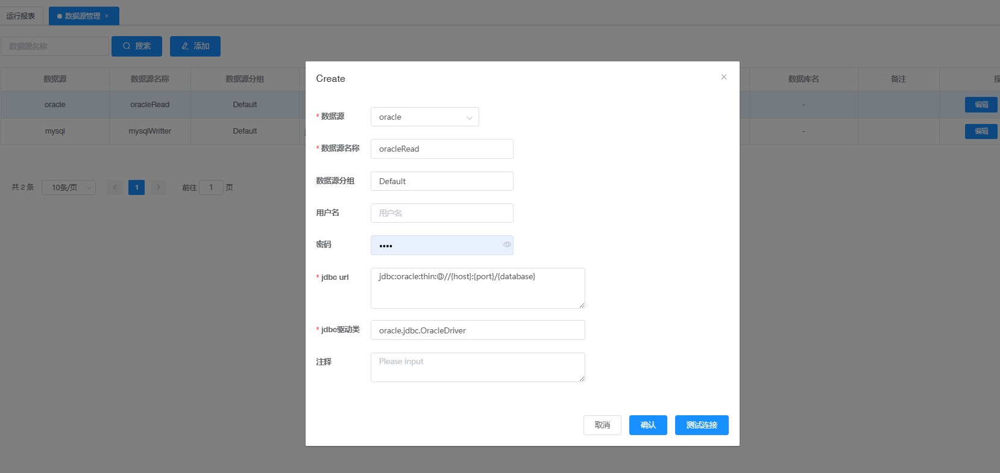 运行报表
数据源管理 ×
数据源名称
搜索
添加
数据源 数据源名称 数据源分组 数据库名 备注
oracle oracleRead Default - 编辑
mysql mysqlWritter Default - 编辑
共 2 条 10条/页 1 前往 1 页
Create
* 数据源 oracle
* 数据源名称 oracleRead
数据源分组 Default
用户名 用户名
密码 ••••
* jdbc url jdbc:oracle:thin:@//{host}:{port}/{database}
* jdbc驱动类 oracle.jdbc.OracleDriver
注释 Please input
取消 确认 测试连接